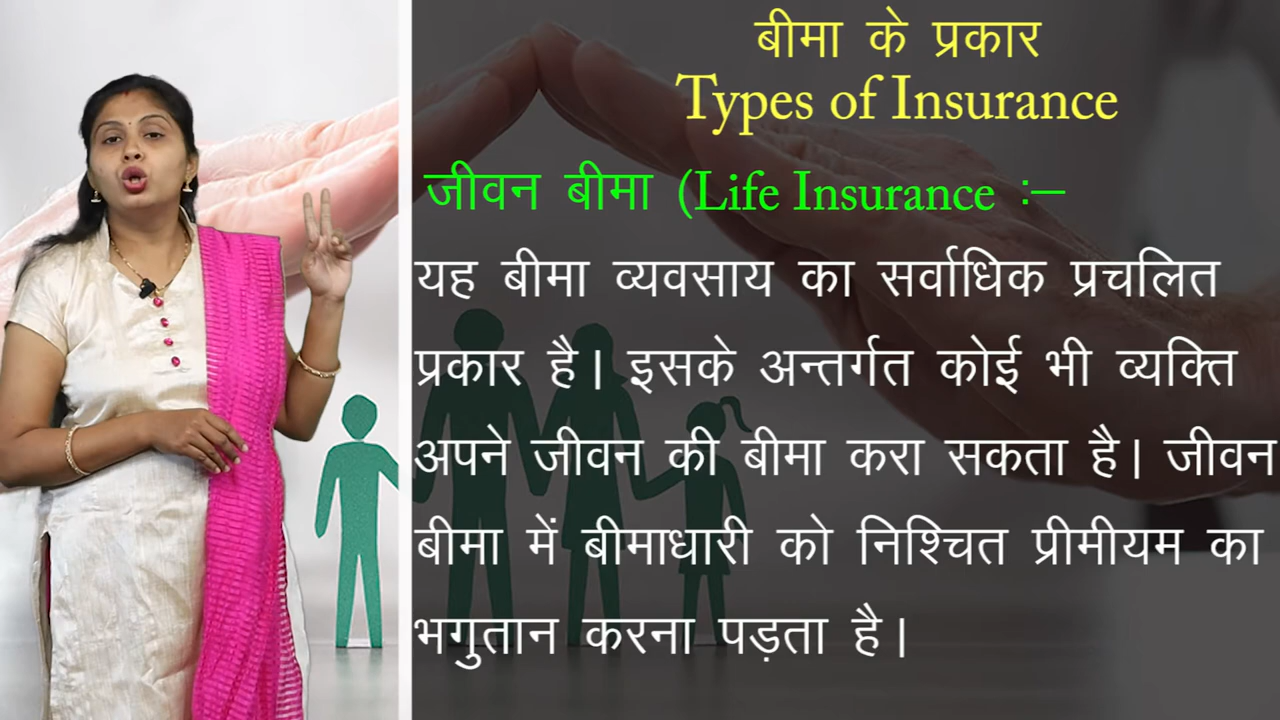 बीमा के प्रकार
Types of Insurance
जीवन बीमा (Life Insurance :–
यह बीमा व्यवसाय का सर्वाधिक प्रचलित
प्रकार है। इसके अन्तर्गत कोई भी व्यक्ति
अपने जीवन की बीमा करा सकता है। जीवन
बीमा में बीमाधारी को निश्चित प्रीमीयम का
भगुतान करना पड़ता है।